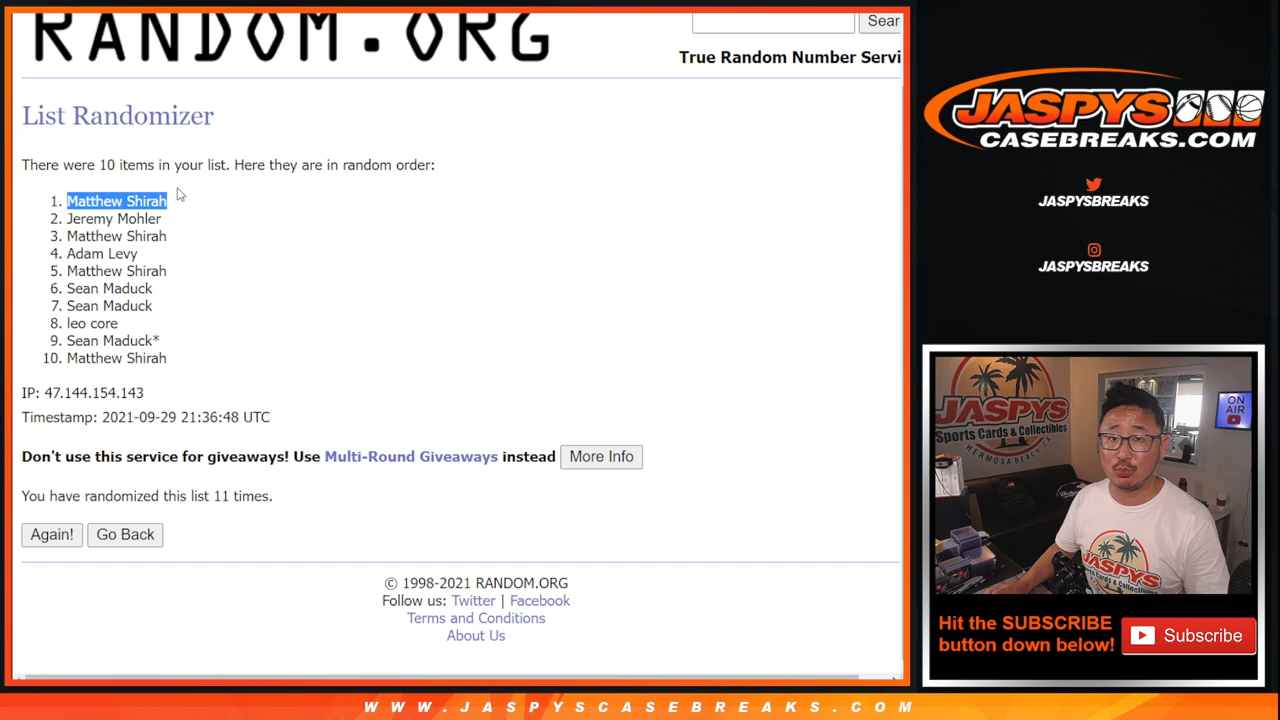 RANDOM.ORG
Sear
True Random Number Servi
List Randomizer
There were 10 items in your list. Here they are in random order:
1. Matthew Shirah
2. Jeremy Mohler
3. Matthew Shirah
4. Adam Levy
5. Matthew Shirah
6. Sean Maduck
7. Sean Maduck
8. leo core
9. Sean Maduck*
10. Matthew Shirah
IP: 47.144.154.143
Timestamp: 2021-09-29 21:36:48 UTC
Don't use this service for giveaways! Use Multi-Round Giveaways instead More Info
You have randomized this list 11 times.
Again! Go Back
© 1998-2021 RANDOM.ORG
Follow us: Twitter | Facebook
Terms and Conditions
About Us
JASPYS
CASEBREAKS.COM
JASPYSBREAKS
JASPYSBREAKS
JASPYS
Sports Cards & Collectibles
HERMOSA BEACH
ON
AIR
JASPYS
Hit the SUBSCRIBE
button down below!
Subscribe
WWW.JASPYSCASEBREAKS.COM